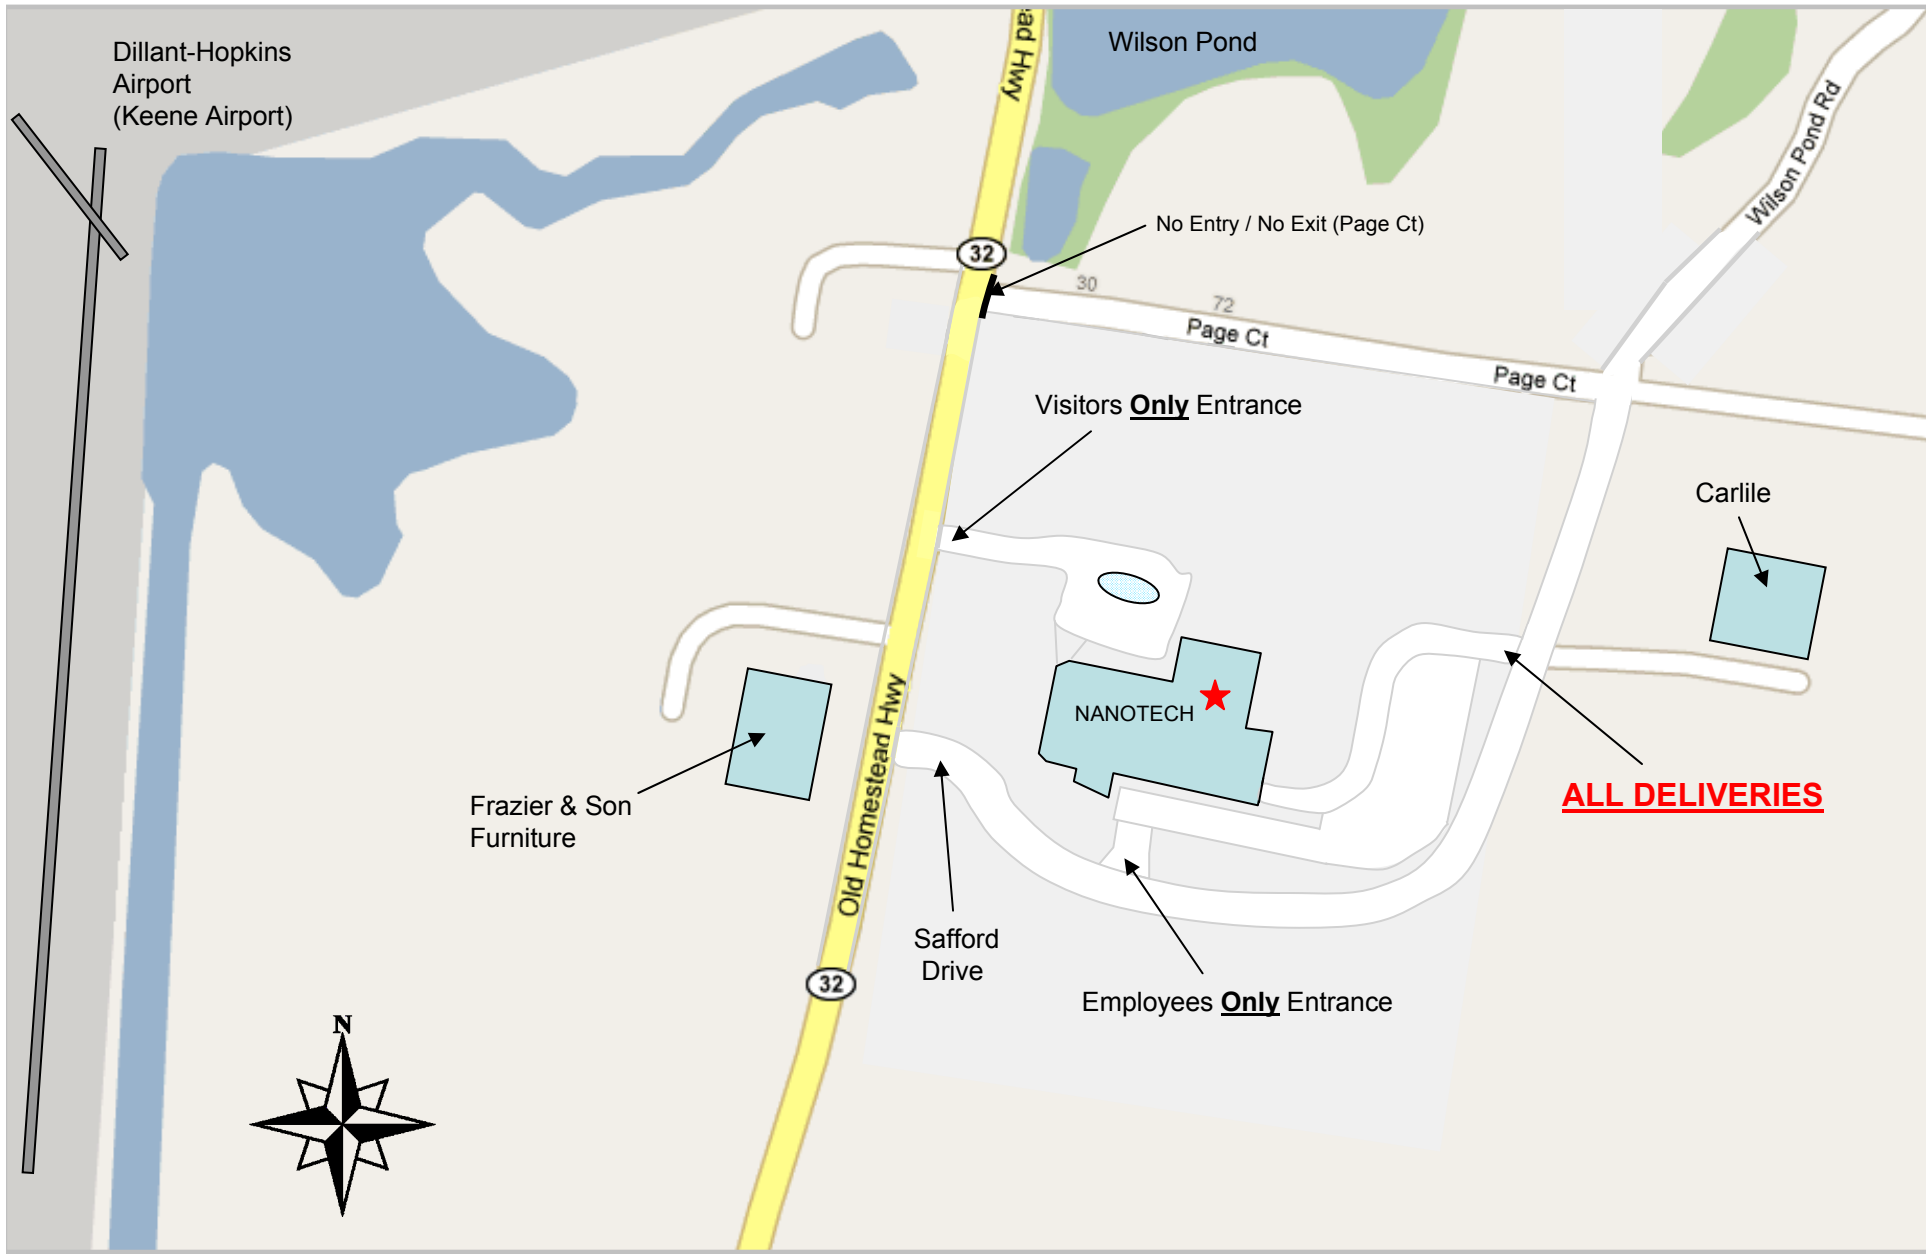 Dillant-Hopkins
Airport
(Keene Airport)
ead Hwy
Wilson Pond
Wilson Pond Rd
No Entry / No Exit (Page Ct)
32
30
72
Page Ct
Page Ct
Visitors Only Entrance
Carlile
NANOTECH
Old Homestead Hwy
ALL DELIVERIES
Frazier & Son
Furniture
Safford
Drive
32
Employees Only Entrance
N